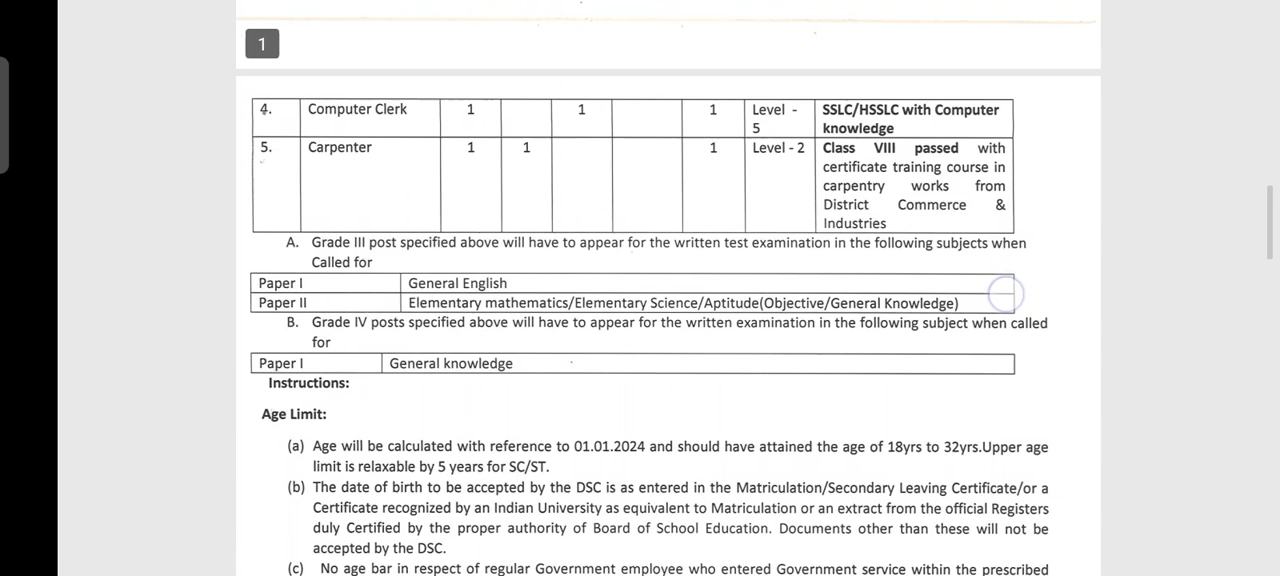 1
4. Computer Clerk 1 1 1 Level - SSLC/HSSLC with Computer
5 knowledge
5. Carpenter 1 1 1 Level - 2 Class VIII passed with
certificate training course in
carpentry works from
District Commerce &
Industries
A. Grade III post specified above will have to appear for the written test examination in the following subjects when
Called for
Paper I General English
Paper II Elementary mathematics/Elementary Science/Aptitude(Objective/General Knowledge)
B. Grade IV posts specified above will have to appear for the written examination in the following subject when called
for
Paper I General knowledge
Instructions:
Age Limit:
(a) Age will be calculated with reference to 01.01.2024 and should have attained the age of 18yrs to 32yrs.Upper age
limit is relaxable by 5 years for SC/ST.
(b) The date of birth to be accepted by the DSC is as entered in the Matriculation/Secondary Leaving Certificate/or a
Certificate recognized by an Indian University as equivalent to Matriculation or an extract from the official Registers
duly Certified by the proper authority of Board of School Education. Documents other than these will not be
accepted by the DSC.
(c) No age bar in respect of regular Government employee who entered Government service within the prescribed